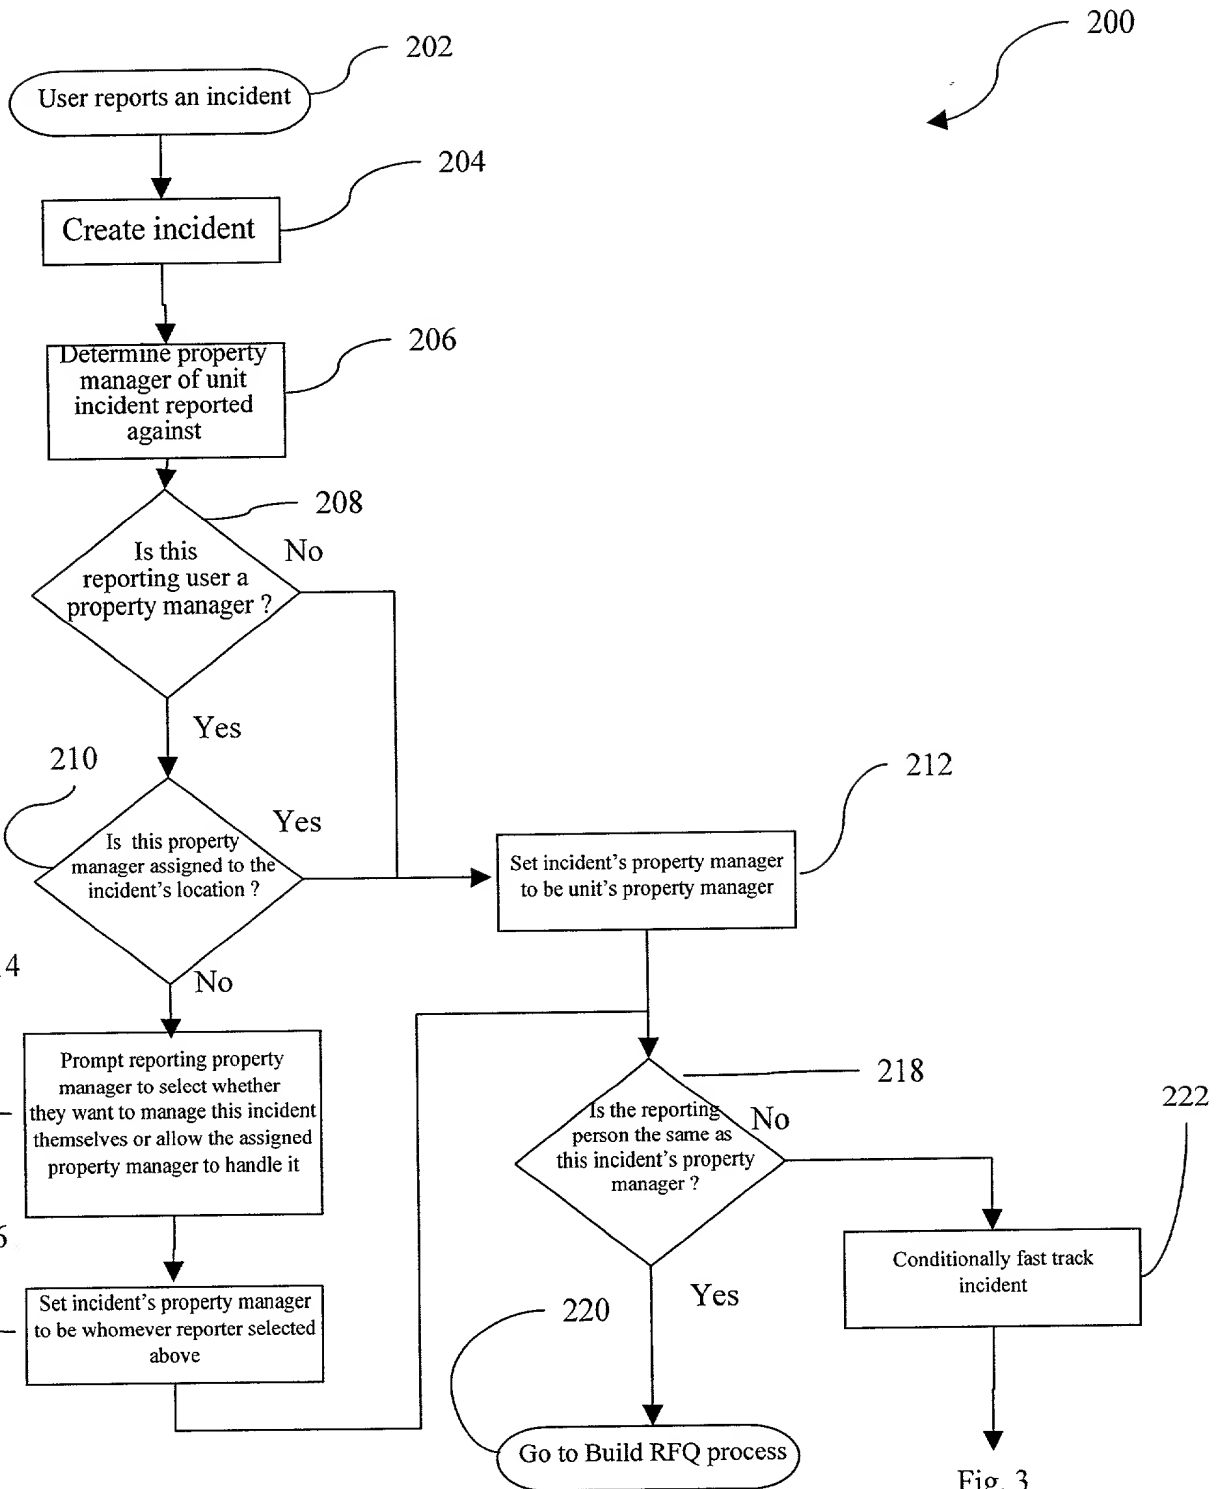 200
202
User reports an incident
204
Create incident
206
Determine property
manager of unit
incident reported
against
208
Is this
reporting user a
property manager ?
No
Yes
210
Is this property
manager assigned to the
incident's location ?
Yes
No
212
Set incident's property manager
to be unit's property manager
14
Prompt reporting property
manager to select whether
they want to manage this incident
themselves or allow the assigned
property manager to handle it
6
Set incident's property manager
to be whomever reporter selected
above
218
Is the reporting
person the same as
this incident's property
manager ?
No
Yes
222
Conditionally fast track
incident
220
Go to Build RFQ process
Fig. 3